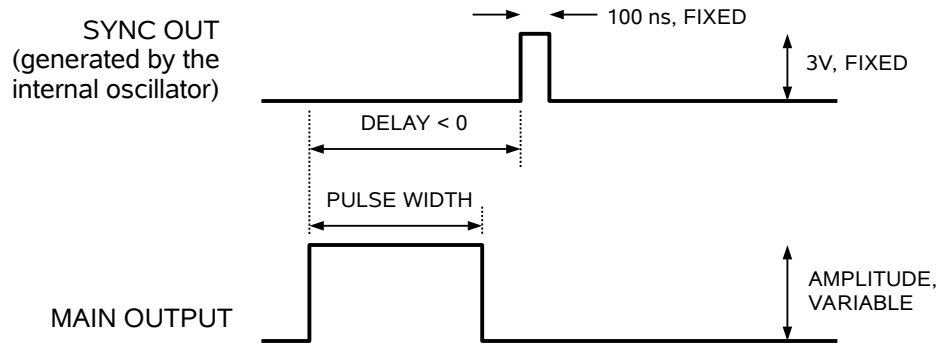 SYNC OUT
(generated by the
internal oscillator)
100 ns, FIXED
3V, FIXED
DELAY < 0
PULSE WIDTH
MAIN OUTPUT
AMPLITUDE,
VARIABLE